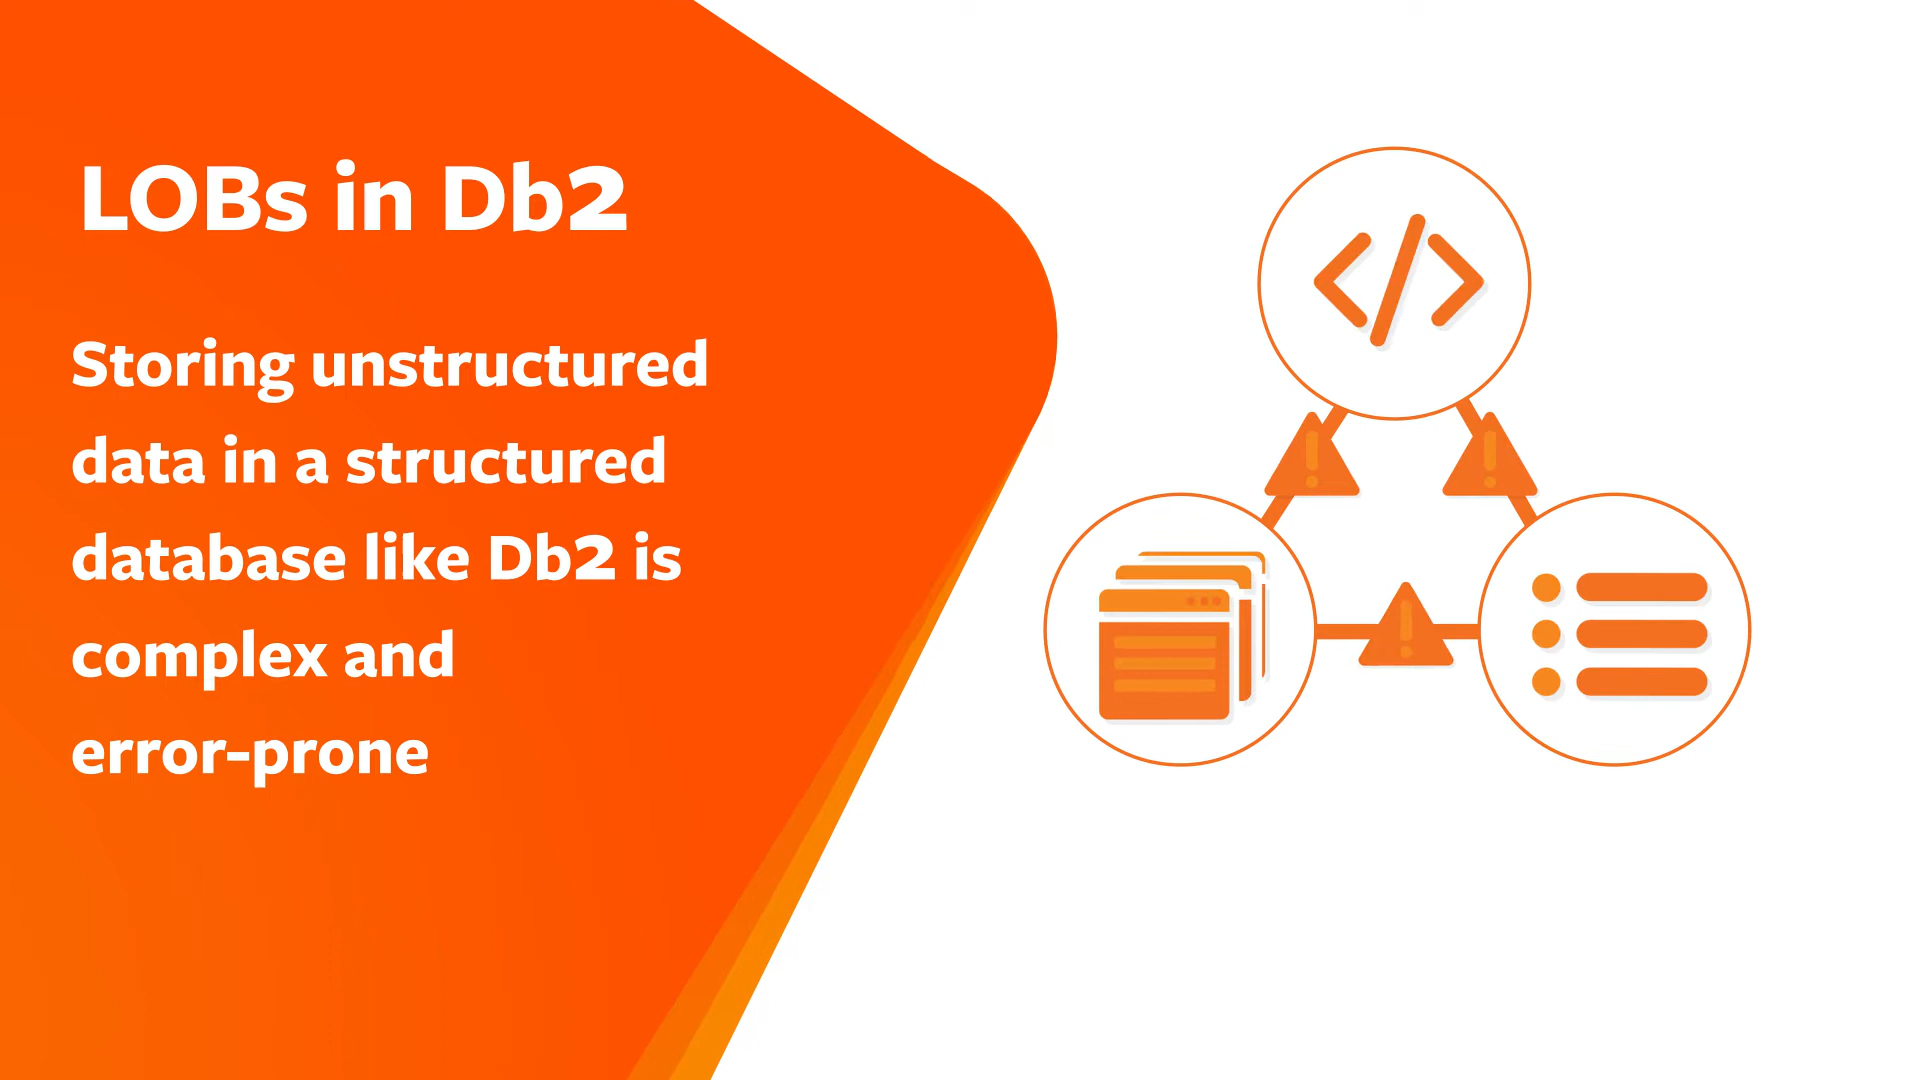 LOBs in Db2
Storing unstructured
data in a structured
database like Db2 is
complex and
error-prone